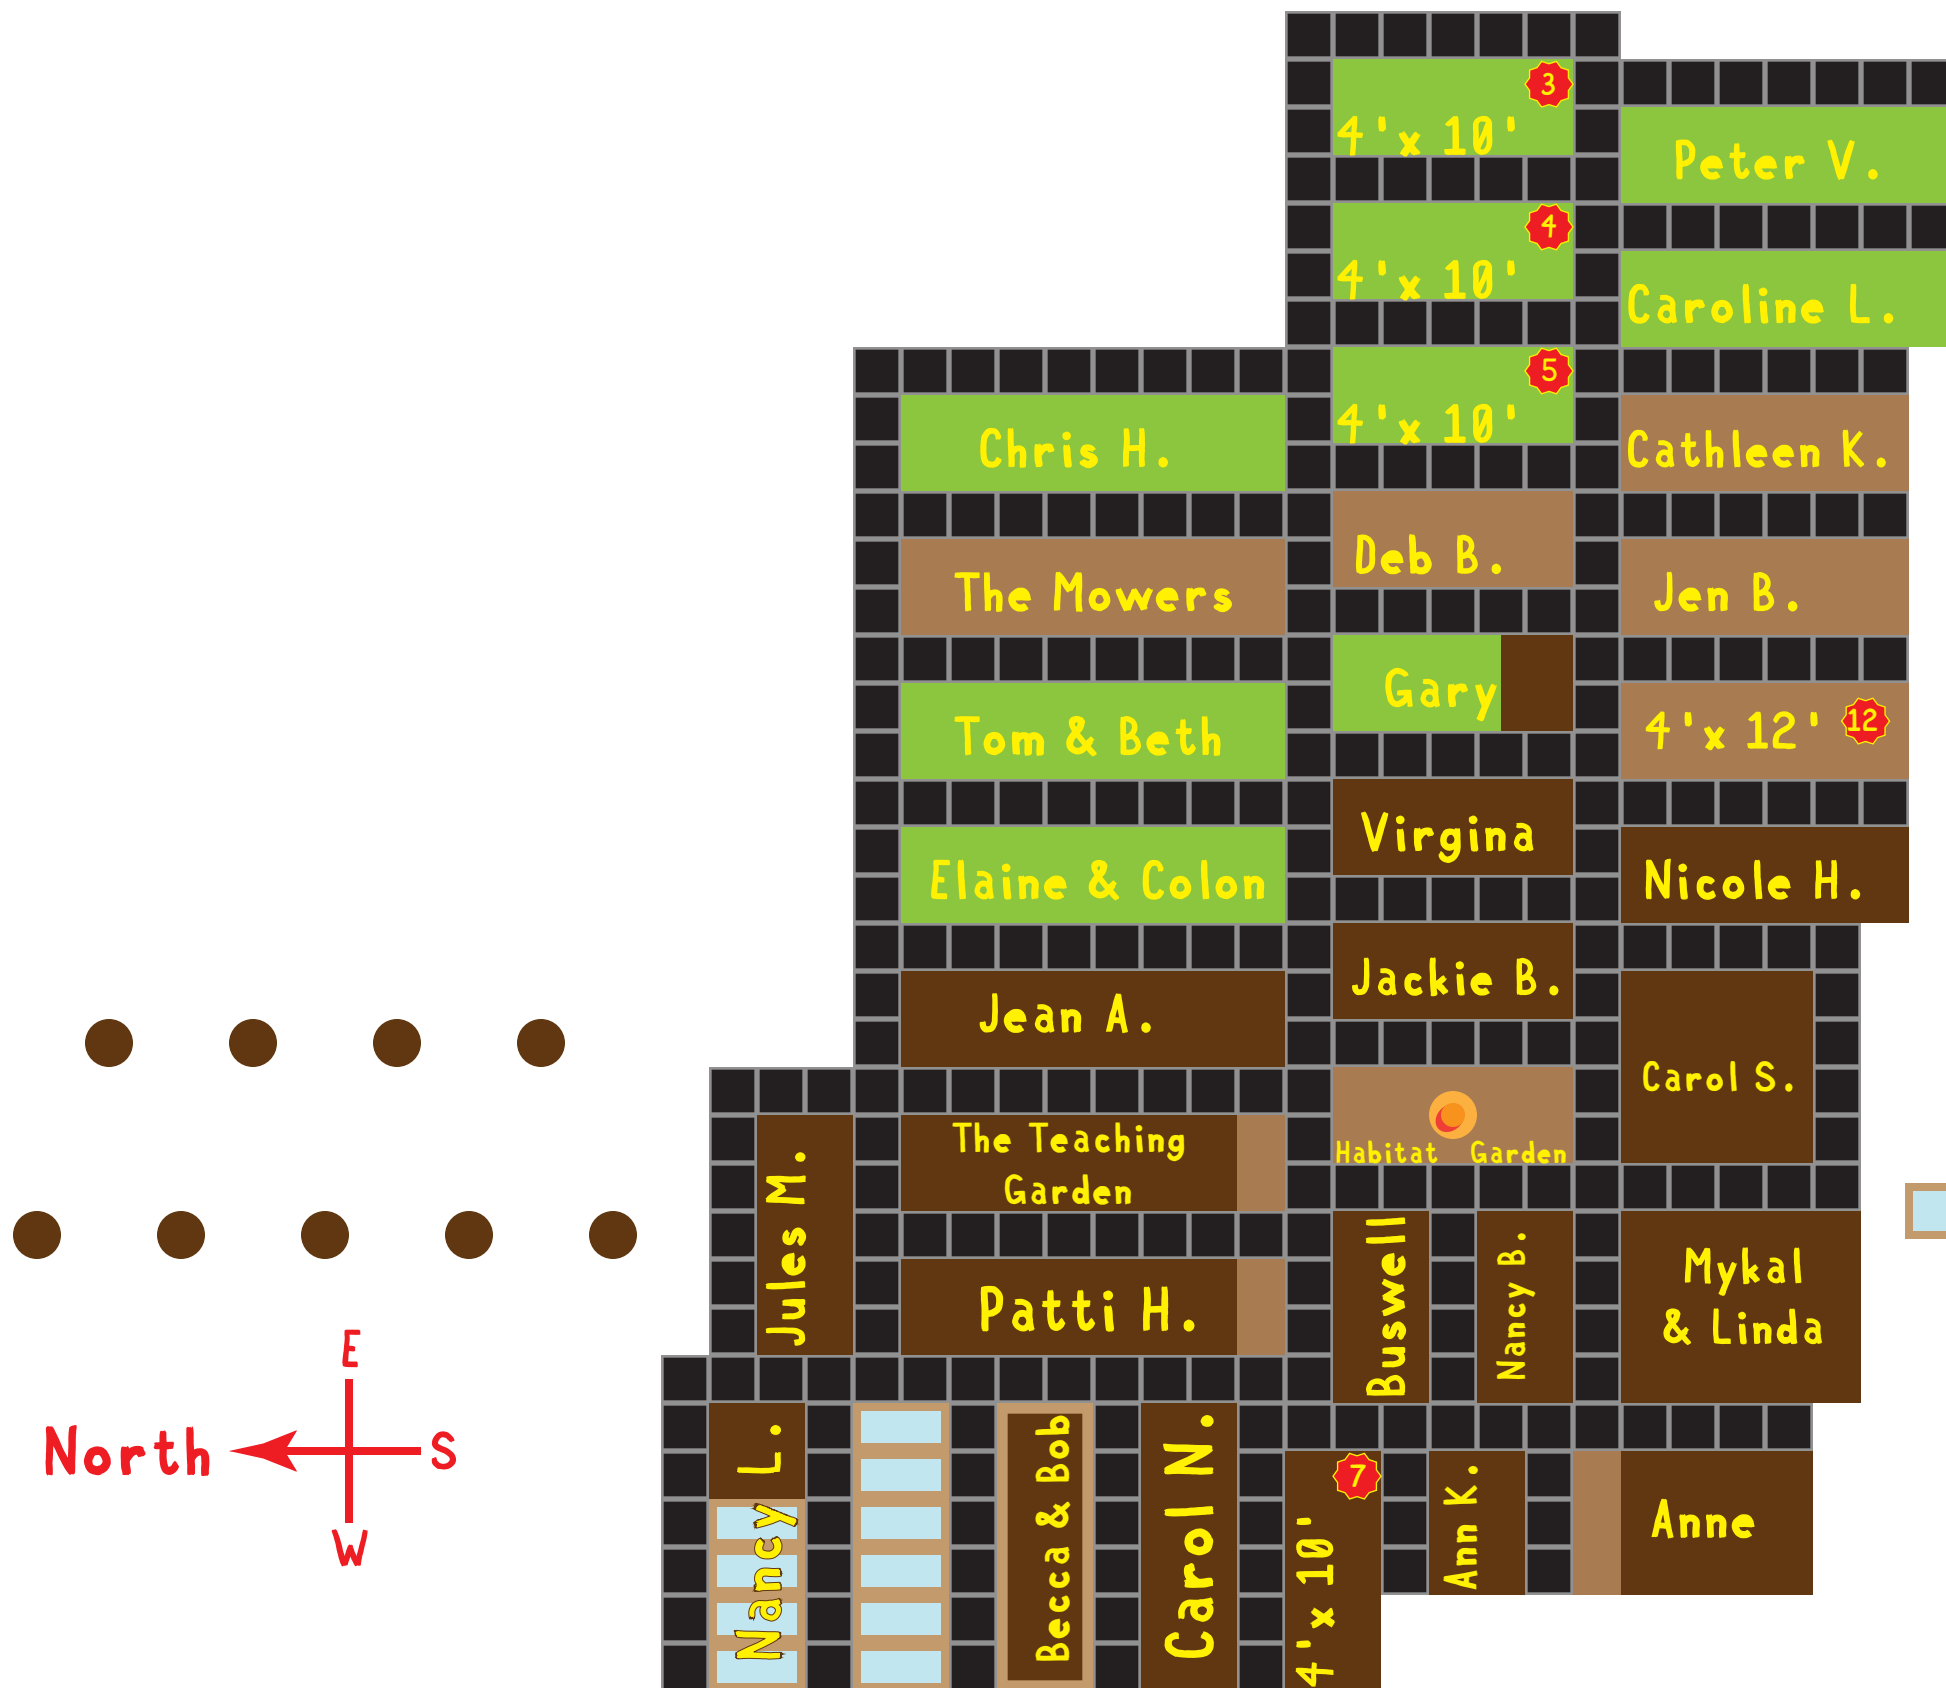 3
4'x 10'
Peter V.
4
4'x 10'
Caroline L.
5
4'x 10'
Chris H.
Cathleen K.
Deb B.
The Mowers
Jen B.
Gary
Tom & Beth
4'x 12'
12
Virgina
Elaine & Colon
Nicole H.
Jackie B.
Jean A.
Carol S.
The Teaching
Garden
Habitat Garden
Jules M.
Buswell
Nancy B.
Mykal
& Linda
Patti H.
E
North
S
W
Nancy L.
Becca & Bob
Carol N.
7
4'x 10'
Ann K.
Anne